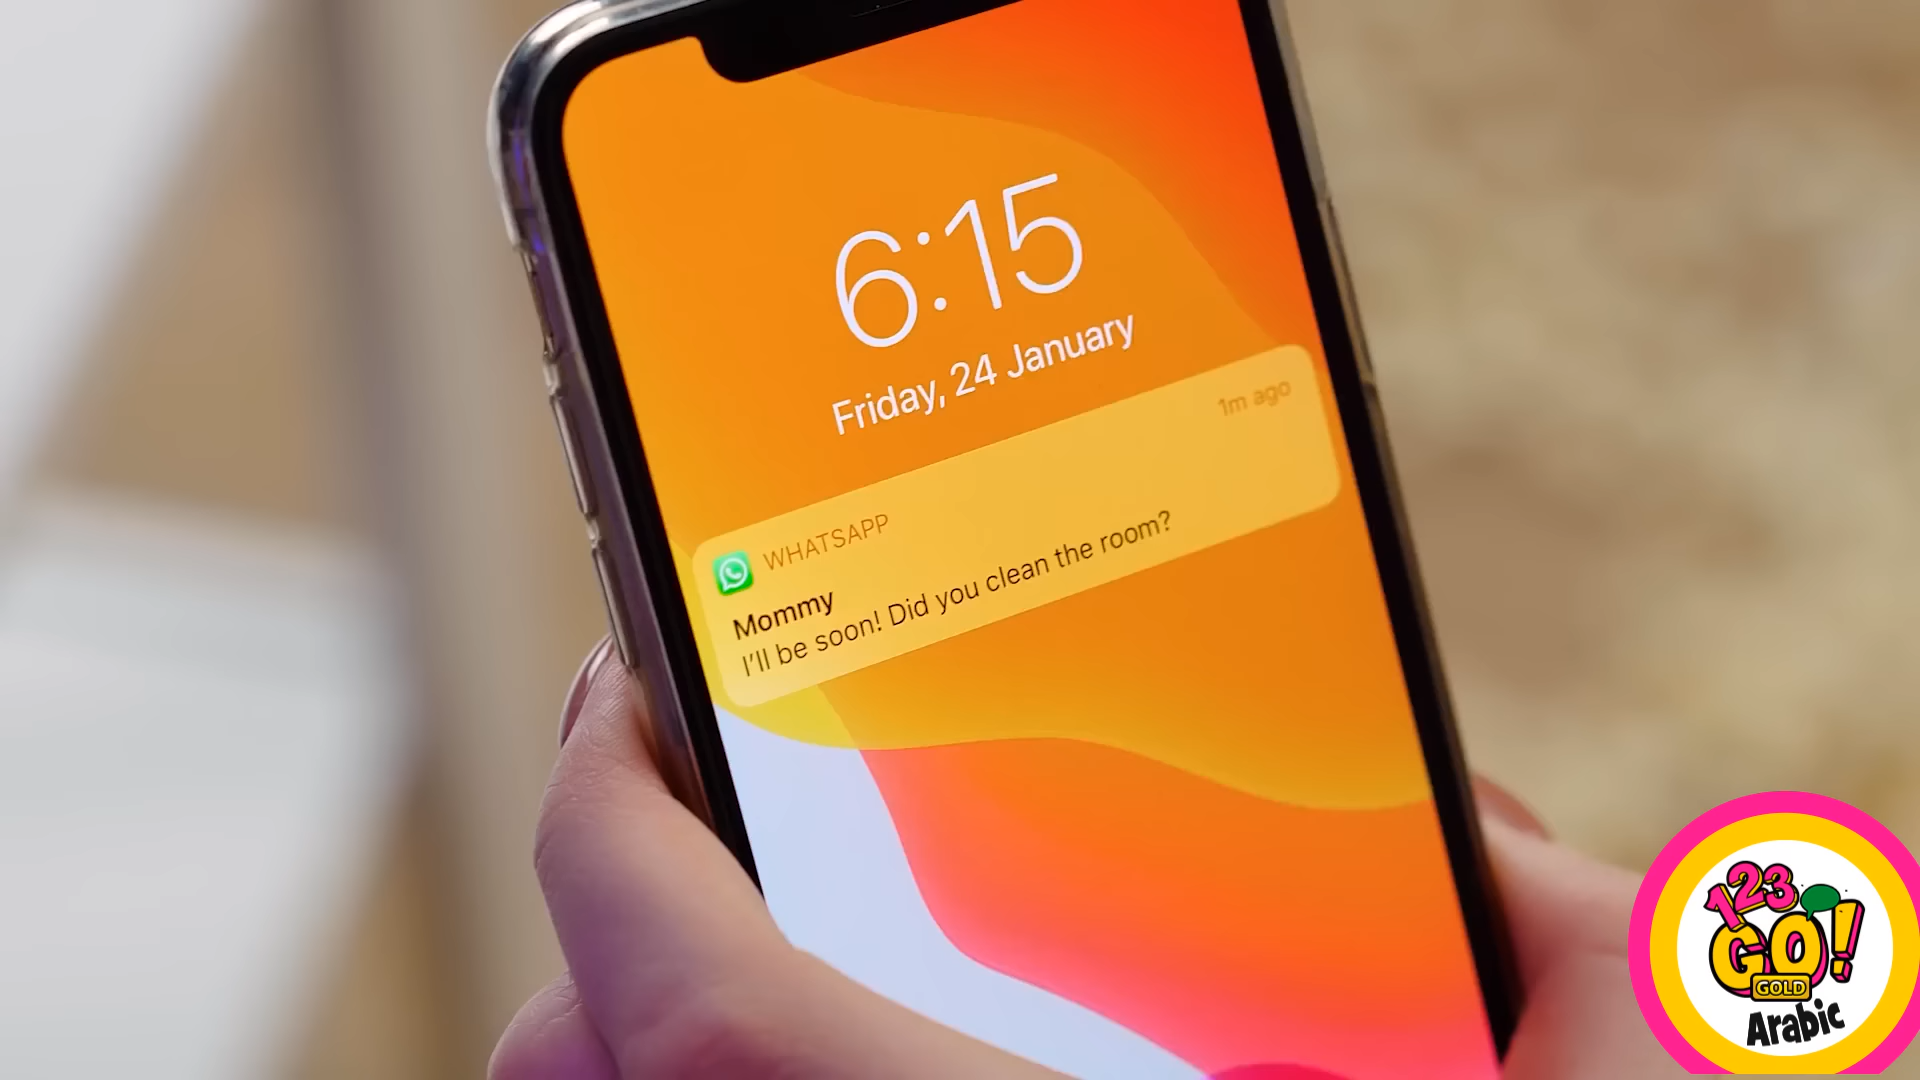 6:15
Friday, 24 January
WHATSAPP
1m ago
Mommy
I'll be soon! Did you clean the room?
123
GO!
GOLD
Arabic